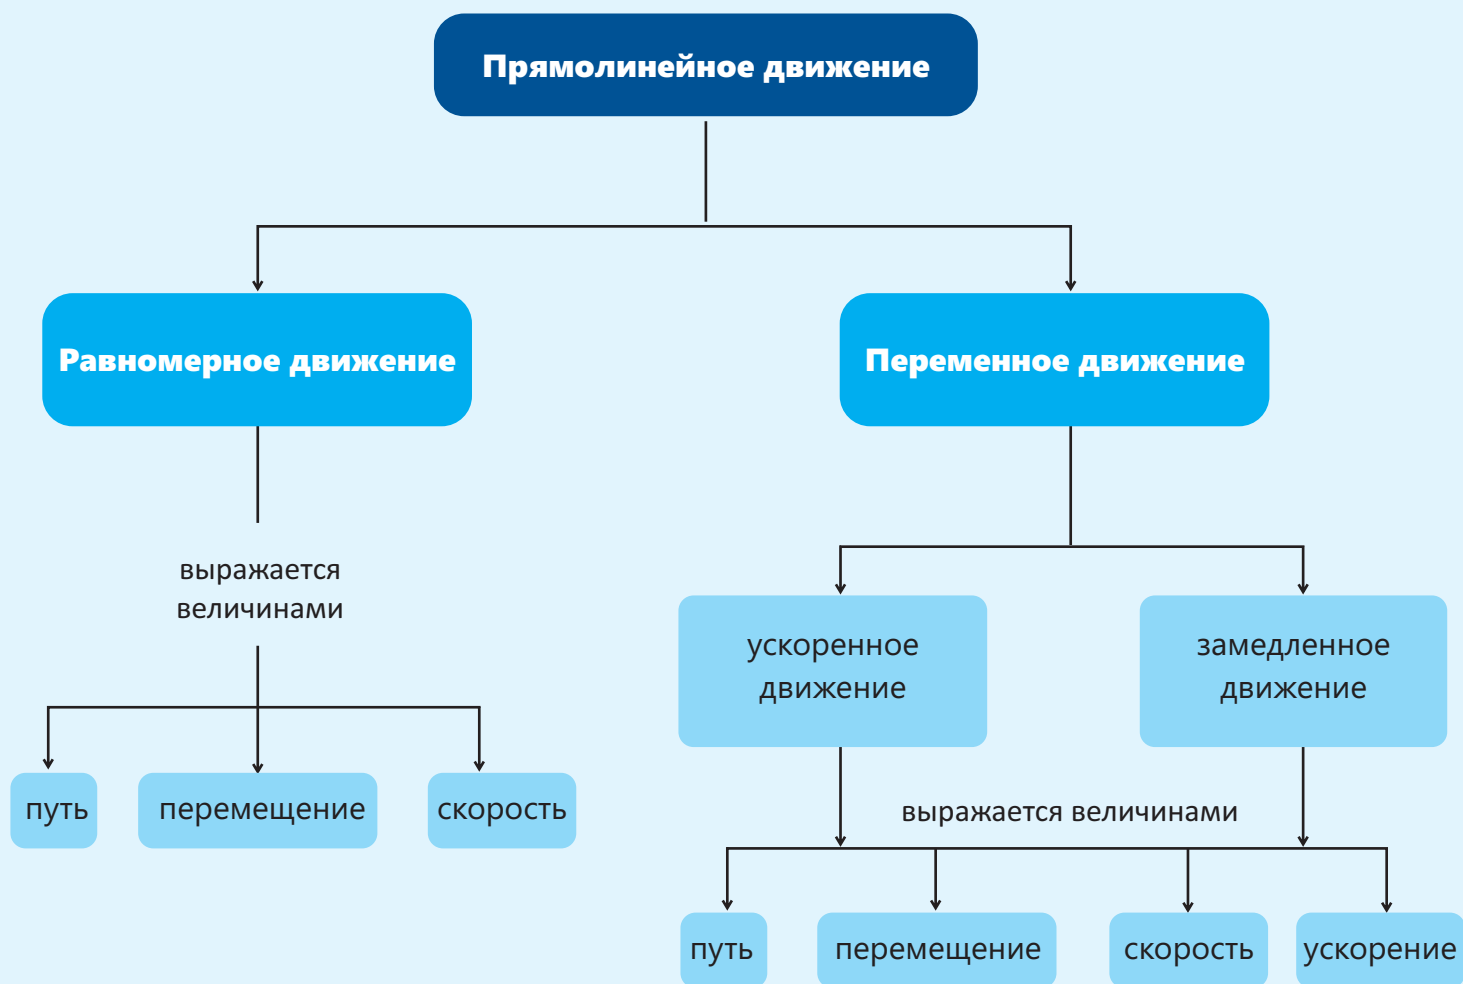 Прямолинейное движение
Равномерное движение
Переменное движение
выражается
величинами
ускоренное
движение
замедленное
движение
путь
перемещение
скорость
выражается величинами
путь
перемещение
скорость
ускорение